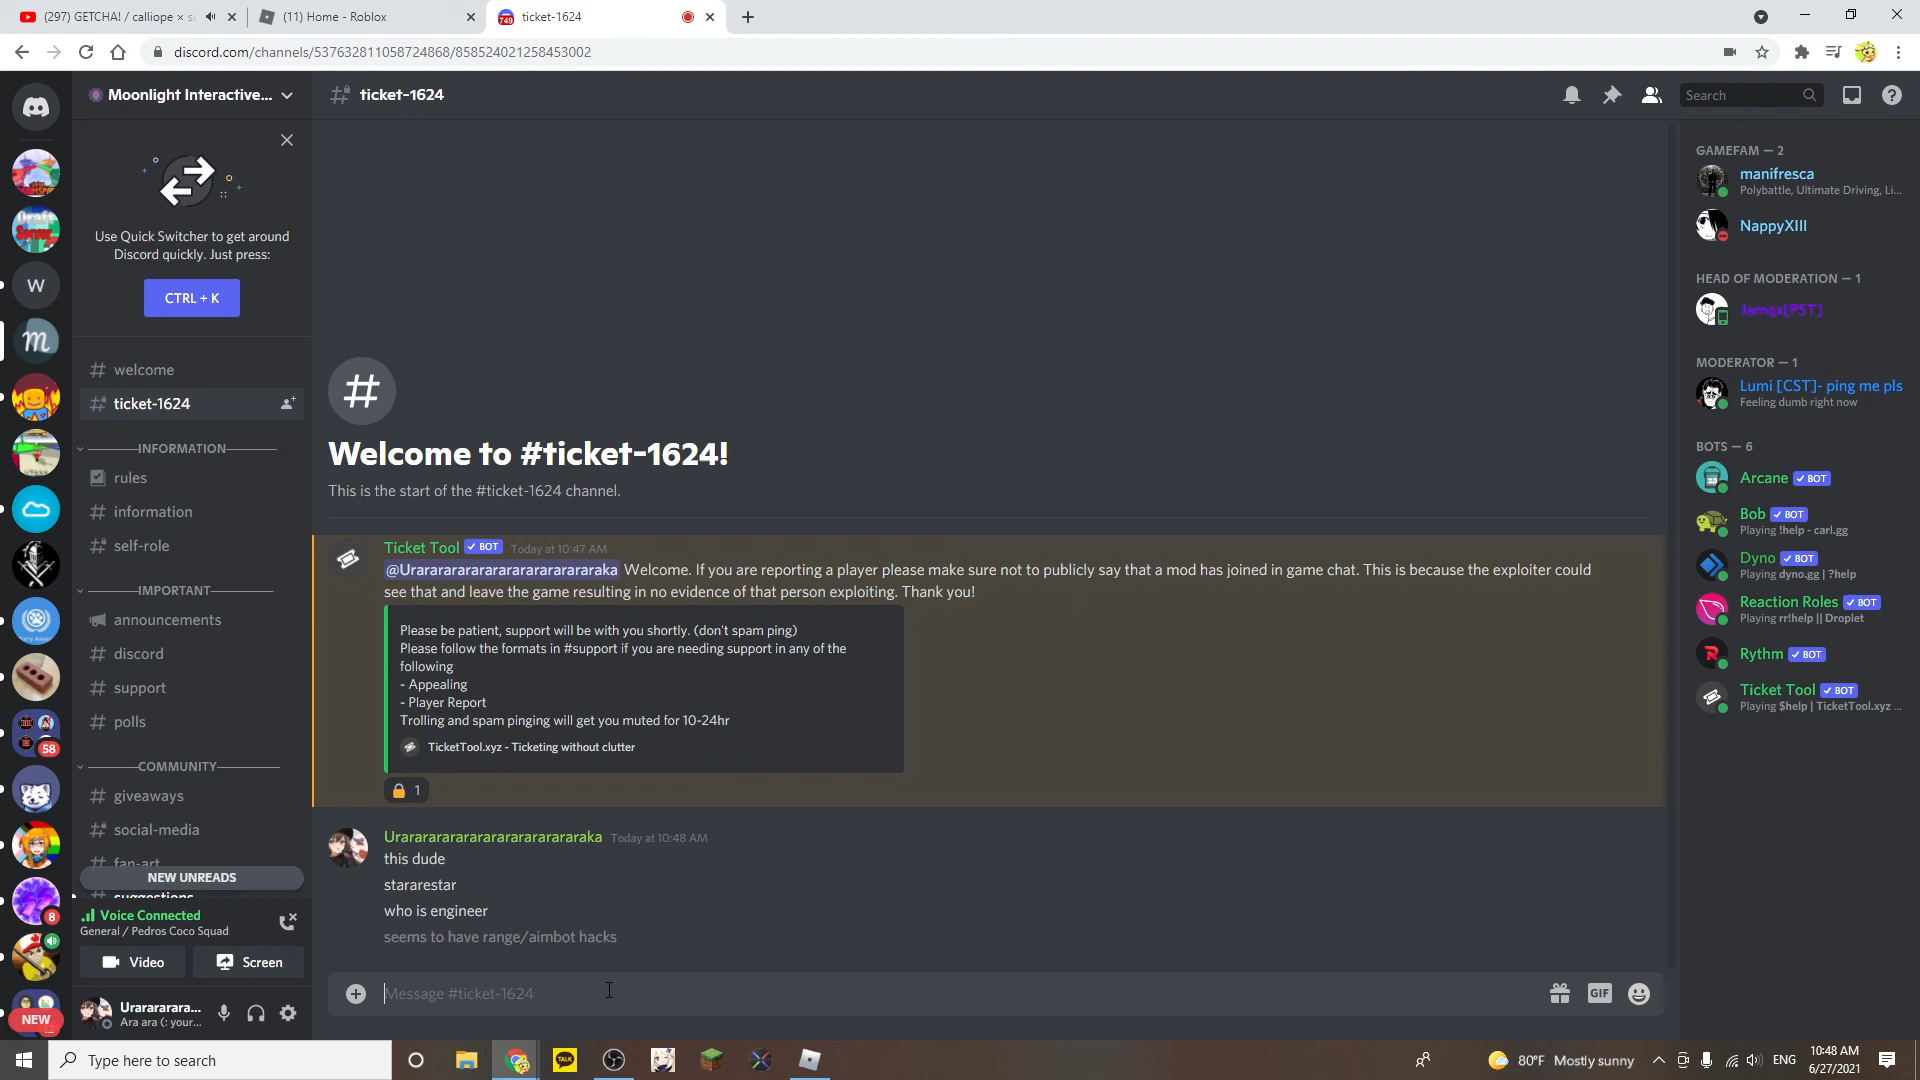 (297) GETCHA! / calliope × s
(11) Home - Roblox
749
ticket-1624
discord.com/channels/537632811058724868/858524021258453002
Moonlight Interactive...
ticket-1624
Search
Use Quick Switcher to get around
Discord quickly. Just press:
CTRL + K
W
m
welcome
ticket-1624
INFORMATION
rules
information
self-role
IMPORTANT
announcements
discord
support
polls
COMMUNITY
giveaways
social-media
fan-art
NEW UNREADS
suggestions
58
8
NEW
Voice Connected
General / Pedros Coco Squad
Video
Screen
Urarararara...
Ara ara (: your...
Welcome to #ticket-1624!
This is the start of the #ticket-1624 channel.
Ticket Tool BOT Today at 10:47 AM
@Urarararararararararararararaka Welcome. If you are reporting a player please make sure not to publicly say that a mod has joined in game chat. This is because the exploiter could
see that and leave the game resulting in no evidence of that person exploiting. Thank you!
Please be patient, support will be with you shortly. (don't spam ping)
Please follow the formats in #support if you are needing support in any of the
following
- Appealing
- Player Report
Trolling and spam pinging will get you muted for 10-24hr
TicketTool.xyz - Ticketing without clutter
1
Urarararararararararararararaka Today at 10:48 AM
this dude
stararestar
who is engineer
seems to have range/aimbot hacks
Message #ticket-1624
GIF
GAMEFAM — 2
manifresca
Polybattle, Ultimate Driving, Li...
NappyXIII
HEAD OF MODERATION — 1
Jamqx[PST]
MODERATOR — 1
Lumi [CST]- ping me pls
Feeling dumb right now
BOTS — 6
Arcane BOT
Bob BOT
Playing !help - carl.gg
Dyno BOT
Playing dyno.gg | ?help
Reaction Roles BOT
Playing rr!help || Droplet
Rythm BOT
Ticket Tool BOT
Playing $help | TicketTool.xyz ...
Type here to search
TALK
80°F Mostly sunny
ENG
10:48 AM
6/27/2021